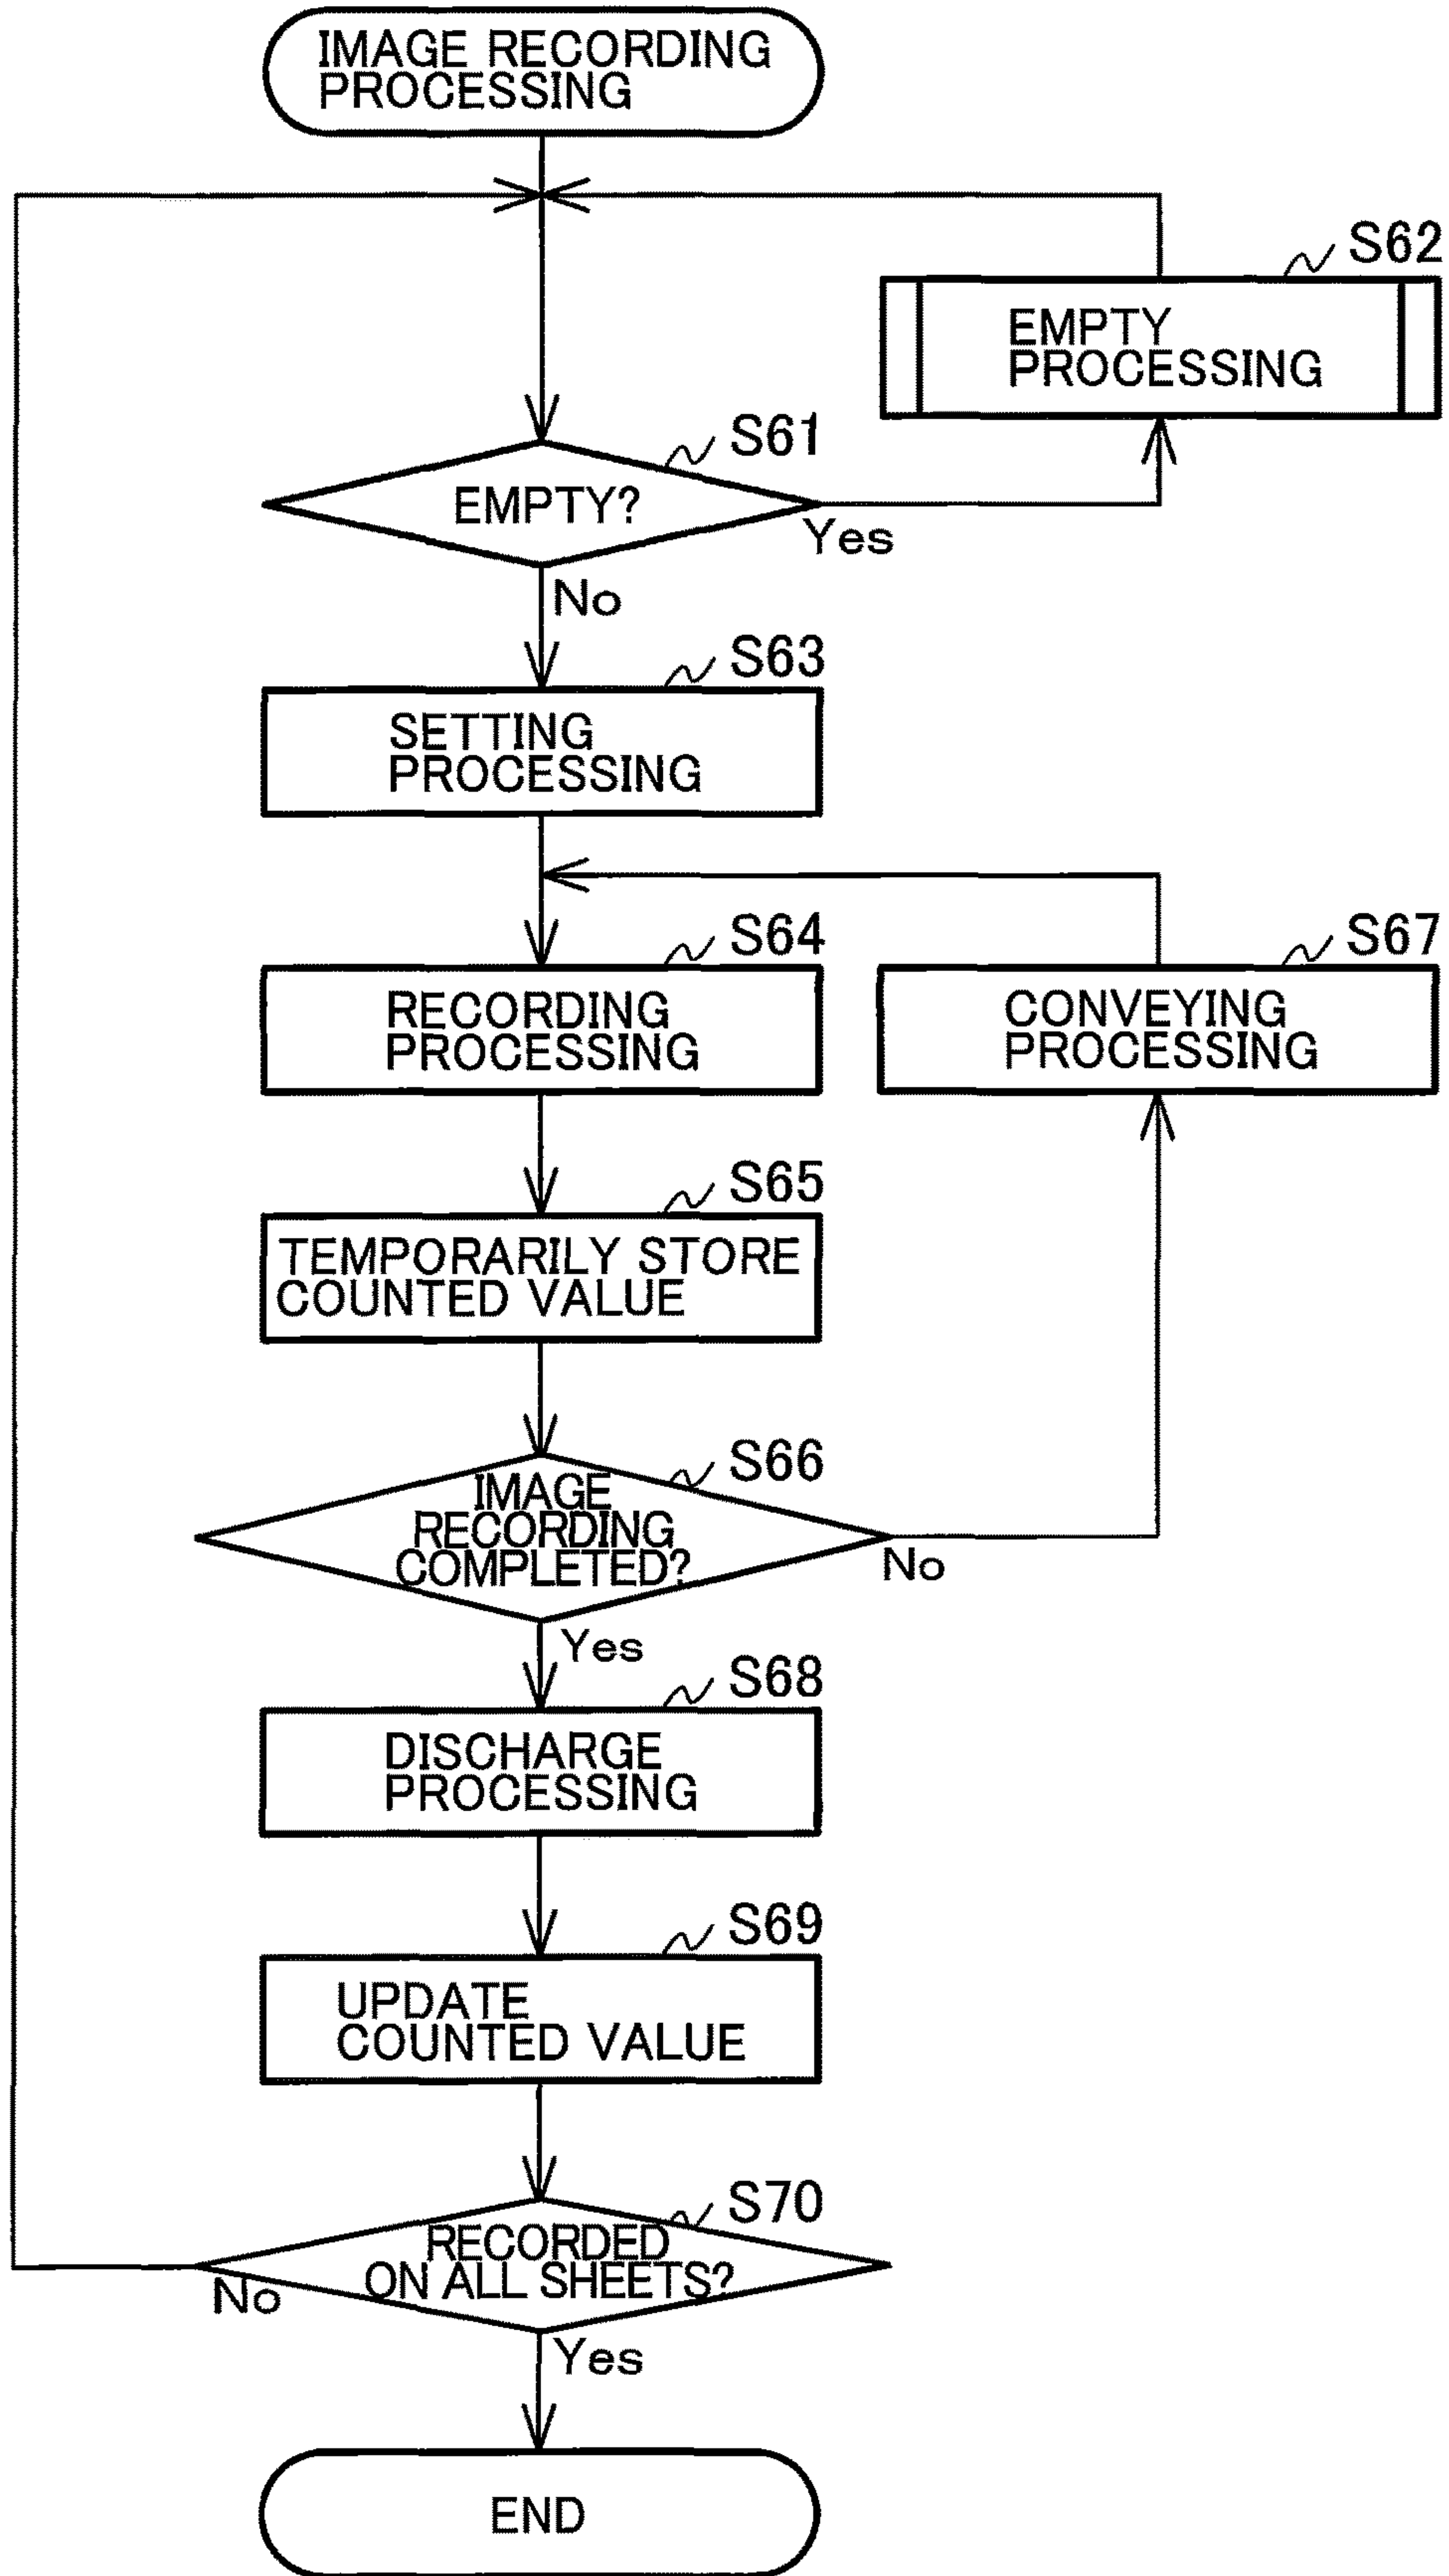 IMAGE RECORDING
PROCESSING
S62
EMPTY
PROCESSING
S61
EMPTY?
Yes
No
S63
SETTING
PROCESSING
S64
RECORDING
PROCESSING
S67
CONVEYING
PROCESSING
S65
TEMPORARILY STORE
COUNTED VALUE
S66
IMAGE
RECORDING
COMPLETED?
No
Yes
S68
DISCHARGE
PROCESSING
S69
UPDATE
COUNTED VALUE
S70
RECORDED
ON ALL SHEETS?
No
Yes
END